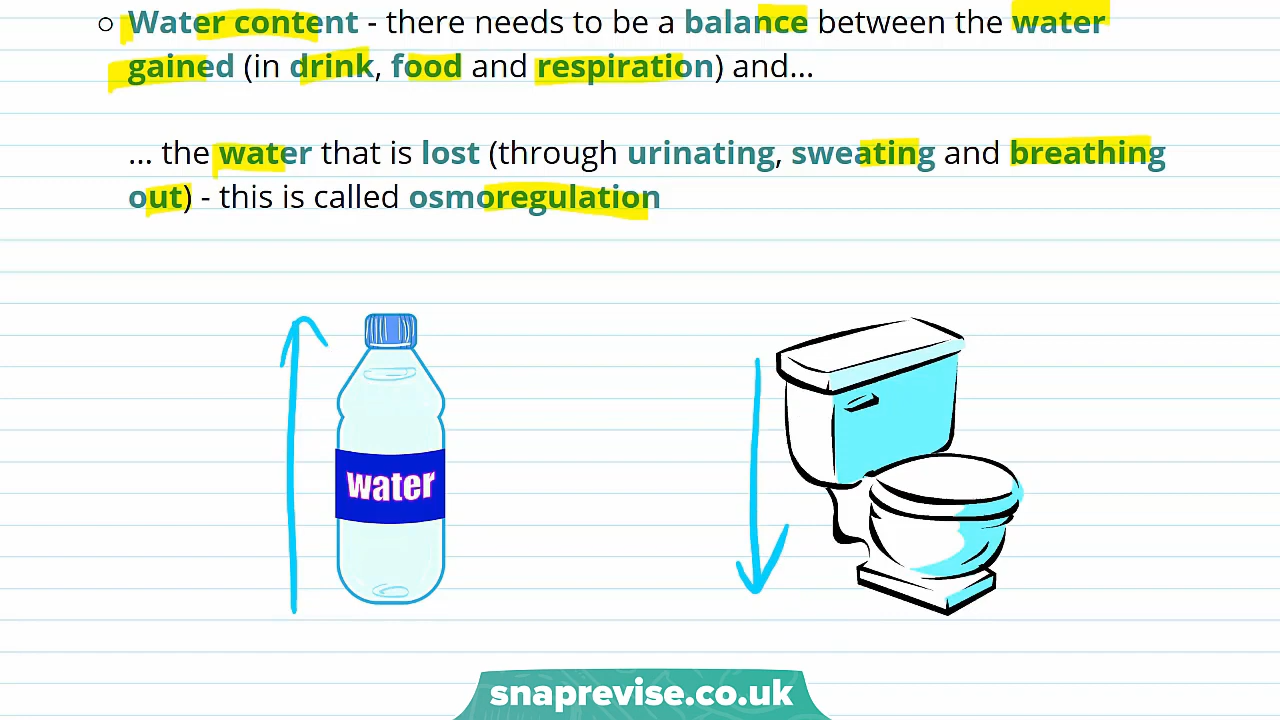 Water content - there needs to be a balance between the water
gained (in drink, food and respiration) and...
... the water that is lost (through urinating, sweating and breathing
out) - this is called osmoregulation
water
snaprevise.co.uk